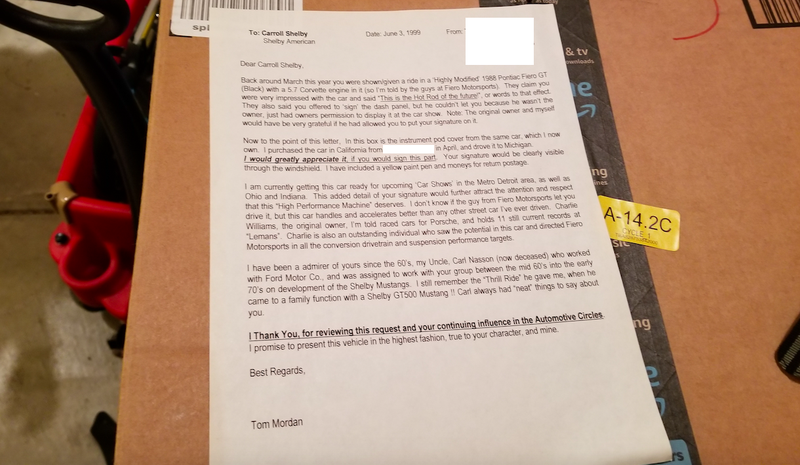 spi
To: Carroll Shelby
Date: June 3, 1999
From:
Shelby American
Dear Carroll Shelby,
Back around March this year you were shown/given a ride in a 'Highly Modified' 1988 Pontiac Fiero GT
(Black) with a 5.7 Corvette engine in it (so I'm told by the guys at Fiero Motorsports). They claim you
were very impressed with the car and said "This is the Hot Rod of the future!", or words to that effect.
They also said you offered to 'sign' the dash panel, but he couldn't let you because he wasn't the
owner, just had owners permission to display it at the car show. Note: The original owner and myself
would have be very grateful if he had allowed you to put your signature on it.
Now to the point of this letter, In this box is the instrument pod cover from the same car, which I now
own. I purchased the car in California from in April, and drove it to Michigan.
I would greatly appreciate it, if you would sign this part. Your signature would be clearly visible
through the windshield. I have included a yellow paint pen and moneys for return postage.
I am currently getting this car ready for upcoming 'Car Shows' in the Metro Detroit area, as well as
Ohio and Indiana. This added detail of your signature would further attract the attention and respect
that this "High Performance Machine" deserves. I don't know if the guy from Fiero Motorsports let you
drive it, but this car handles and accelerates better than any other street car I've ever driven. Charlie
Williams, the original owner, I'm told raced cars for Porsche, and holds 11 still current records at
"Lemans". Charlie is also an outstanding individual who saw the potential in this car and directed Fiero
Motorsports in all the conversion drivetrain and suspension performance targets.
I have been a admirer of yours since the 60's, my Uncle, Carl Nasson (now deceased) who worked
with Ford Motor Co., and was assigned to work with your group between the mid 60's into the early
70's on development of the Shelby Mustangs. I still remember the "Thrill Ride" he gave me, when he
came to a family function with a Shelby GT500 Mustang !! Carl always had "neat" things to say about
you.
I Thank You, for reviewing this request and your continuing influence in the Automotive Circles.
I promise to present this vehicle in the highest fashion, true to your character, and mine.
Best Regards,
Tom Mordan
& tv
A-14.2C
ng